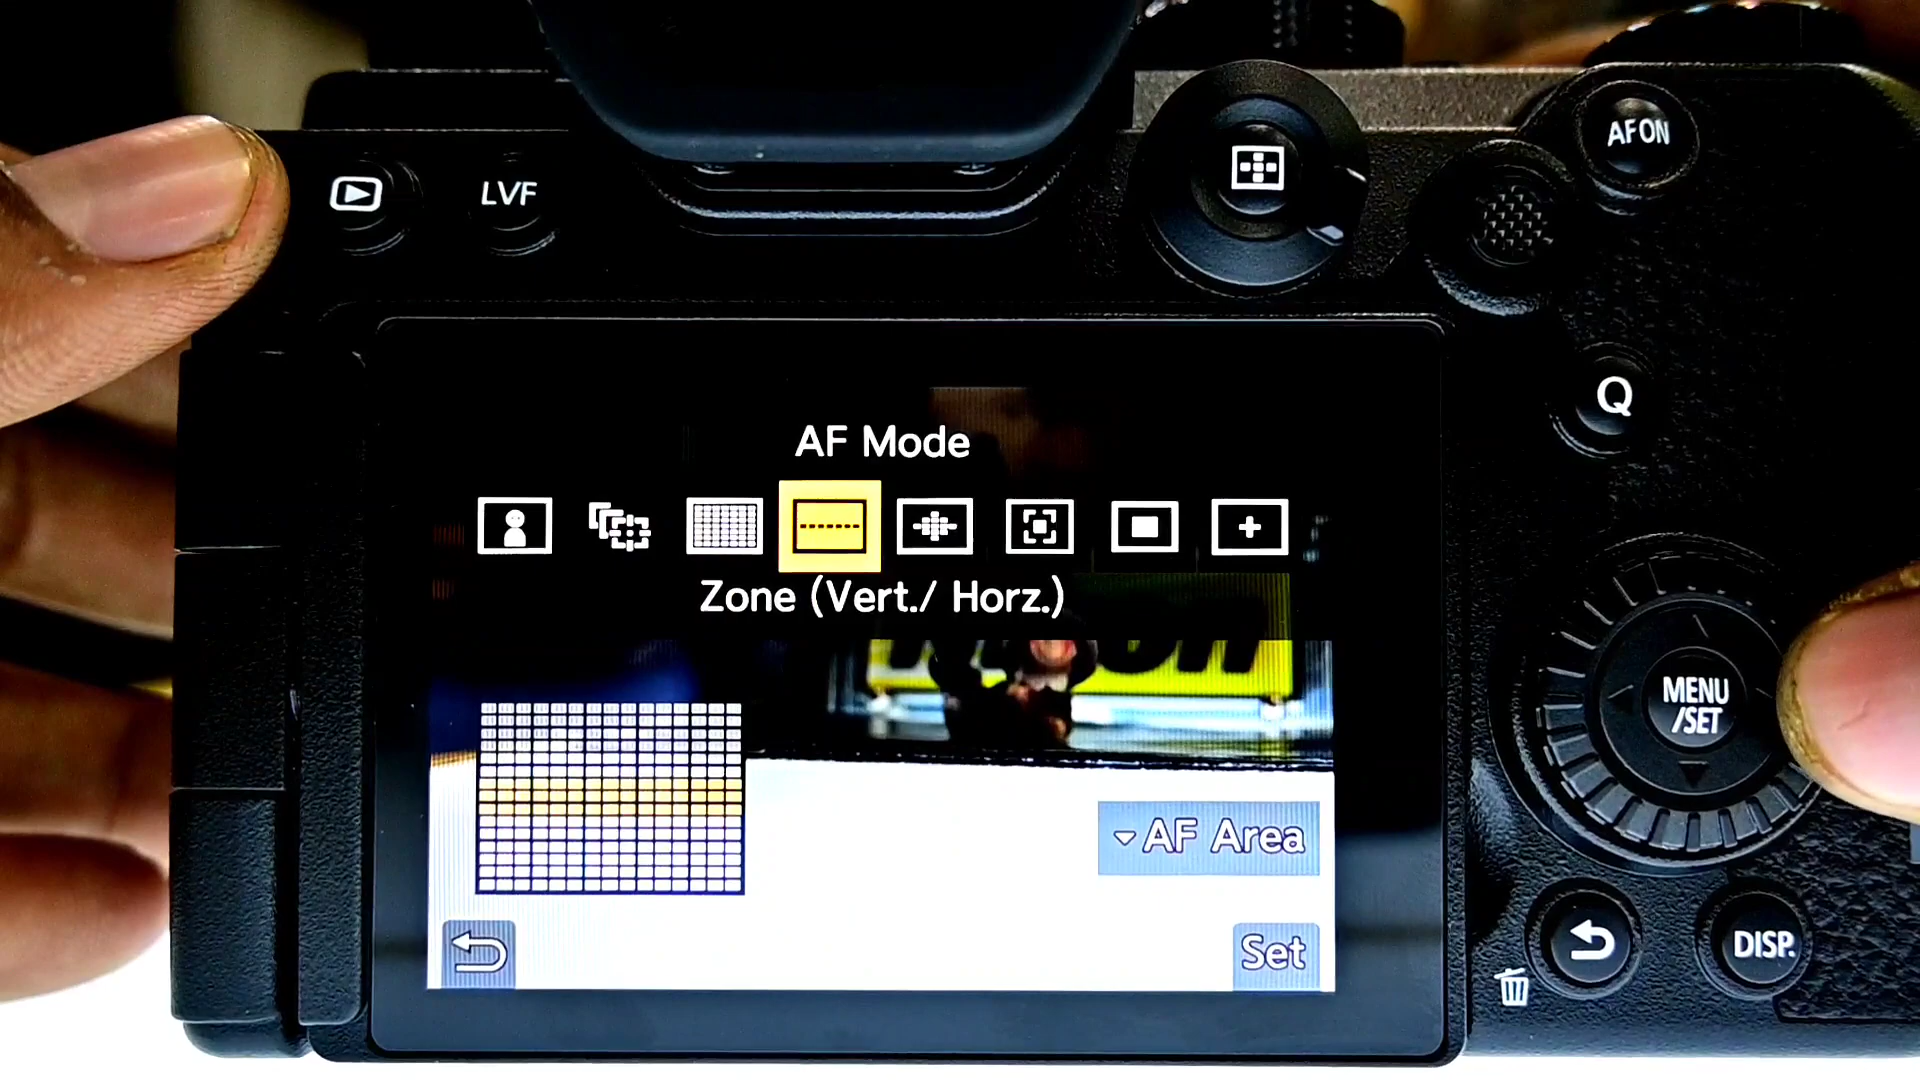 AF ON
LVF
Q
AF Mode
Zone (Vert./ Horz.)
MENU
/SET
AF Area
Set
DISP.